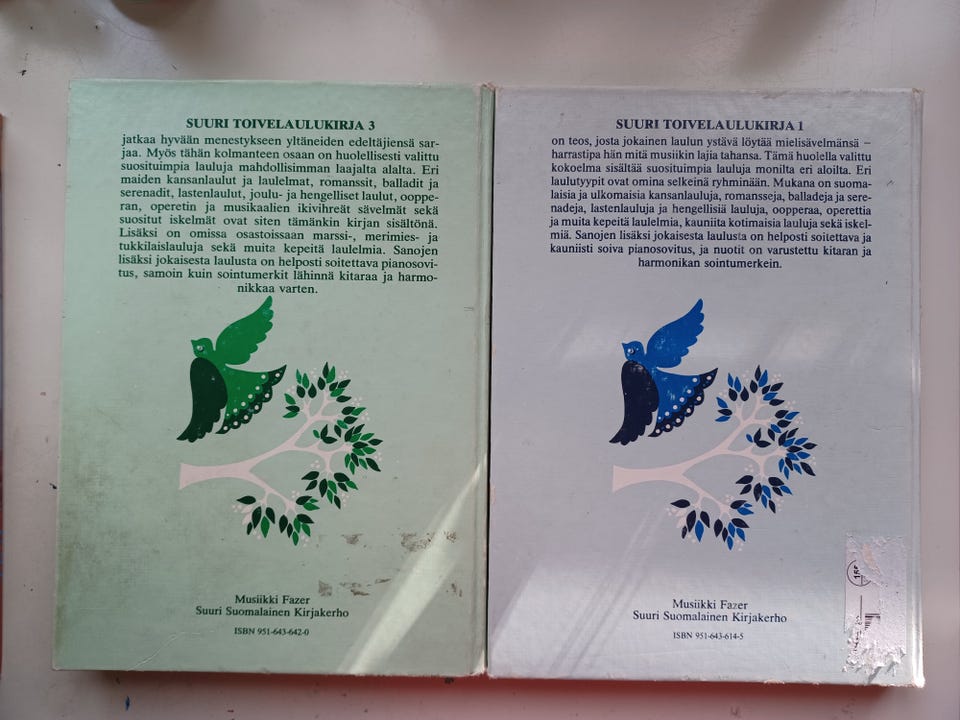 SUURI TOIVELAULUKIRJA 3
jatkaa hyvään menestykseen yltäneiden edeltäjiensä sar-
jaa. Myös tähän kolmanteen osaan on huolellisesti valittu
suosituimpia lauluja mahdollisimman laajalta alalta. Eri
maiden kansanlaulut ja laulelmat, romanssit, balladit ja
serenadit, lastenlaulut, joulu- ja hengelliset laulut, ooppe-
ran, operetin ja musikaalien ikivihreät sävelmät sekä
suositut iskelmät ovat siten tämänkin kirjan sisältönä.
Lisäksi on omissa osastoissaan marssi-, merimies- ja
tukkilaislauluja sekä muita kepeitä laulelmia. Sanojen
lisäksi jokaisesta laulusta on helposti soitettava pianosovi-
tus, samoin kuin sointumerkit lähinnä kitaraa ja harmo-
nikkaa varten.
Musiikki Fazer
Suuri Suomalainen Kirjakerho
ISBN 951-643-642-0
SUURI TOIVELAULUKIRJA 1
on teos, josta jokainen laulun ystävä löytää mielisävelmänsä –
harrastipa hän mitä musiikin lajia tahansa. Tämä huolella valittu
kokoelma sisältää suosituimpia lauluja monilta eri aloilta. Eri
laulutyypit ovat omina selkeinä ryhminään. Mukana on suoma-
laisia ja ulkomaisia kansanlauluja, romansseja, balladeja ja sere-
nadeja, lastenlauluja ja hengellisiä lauluja, oopperaa, operettia
ja muita kepeitä laulelmia, kauniita kotimaisia lauluja sekä iskel-
miä. Sanojen lisäksi jokaisesta laulusta on helposti soitettava ja
kauniisti soiva pianosovitus, ja nuotit on varustettu kitaran ja
harmonikan sointumerkein.
Musiikki Fazer
Suuri Suomalainen Kirjakerho
ISBN 951-643-614-5